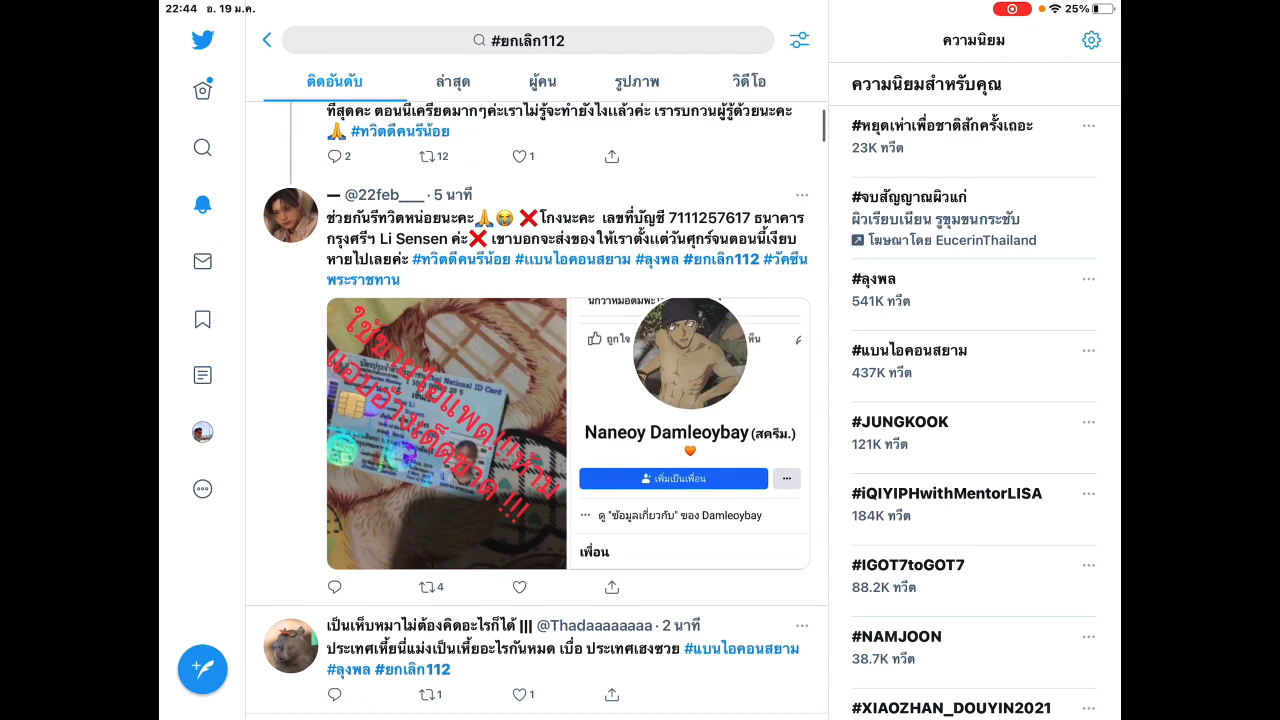 22:44 อ. 19 ม.ค.
25%
#ยกเลิก112
ติดอันดับ ล่าสุด ผู้คน รูปภาพ วิดีโอ
ที่สุดคะ ตอนนี้เครียดมากๆค่ะเราไม่รู้จะทำยังไงแล้วค่ะ เรารบกวนผู้รู้ด้วยนะคะ
🙏 #ทวิตดีคนรีน้อย
2 12 1
— @22feb___ · 5 นาที
ช่วยกันรีทวิตหน่อยนะคะ🙏😭 ❌โกงนะคะ เลขที่บัญชี 7111257617 ธนาคาร
กรุงศรีฯ Li Sensen ค่ะ❌ เขาบอกจะส่งของให้เราตั้งแต่วันศุกร์จนตอนนี้เงียบ
หายไปเลยค่ะ #ทวิตดีคนรีน้อย #แบนไอคอนสยาม #ลุงพล #ยกเลิก112 #วัคซีน
พระราชทาน
ใช้ขายร้อยแพด!!!ห้าม
แอบอ้างเด็ดขาด !!!
Thai National ID Card
ถูกใจ
Naneoy Damleoybay (สครีม.)
🧡
เพิ่มเป็นเพื่อน
··· ดู "ข้อมูลเกี่ยวกับ" ของ Damleoybay
เพื่อน
4
เป็นเห็บหมาไม่ต้องคิดอะไรก็ได้ ||| @Thadaaaaaaaa · 2 นาที
ประเทศเหี้ยนี่แม่งเป็นเหี้ยอะไรกันหมด เบื่อ ประเทศเฮงซวย #แบนไอคอนสยาม
#ลุงพล #ยกเลิก112
1 1
ความนิยม
ความนิยมสำหรับคุณ
#หยุดเห่าเพื่อชาติสักครั้งเถอะ
23K ทวีต
#จบสัญญาณผิวแก่
ผิวเรียบเนียน รูขุมขนกระชับ
โฆษณาโดย EucerinThailand
#ลุงพล
541K ทวีต
#แบนไอคอนสยาม
437K ทวีต
#JUNGKOOK
121K ทวีต
#iQIYIPHwithMentorLISA
184K ทวีต
#IGOT7toGOT7
88.2K ทวีต
#NAMJOON
38.7K ทวีต
#XIAOZHAN_DOUYIN2021